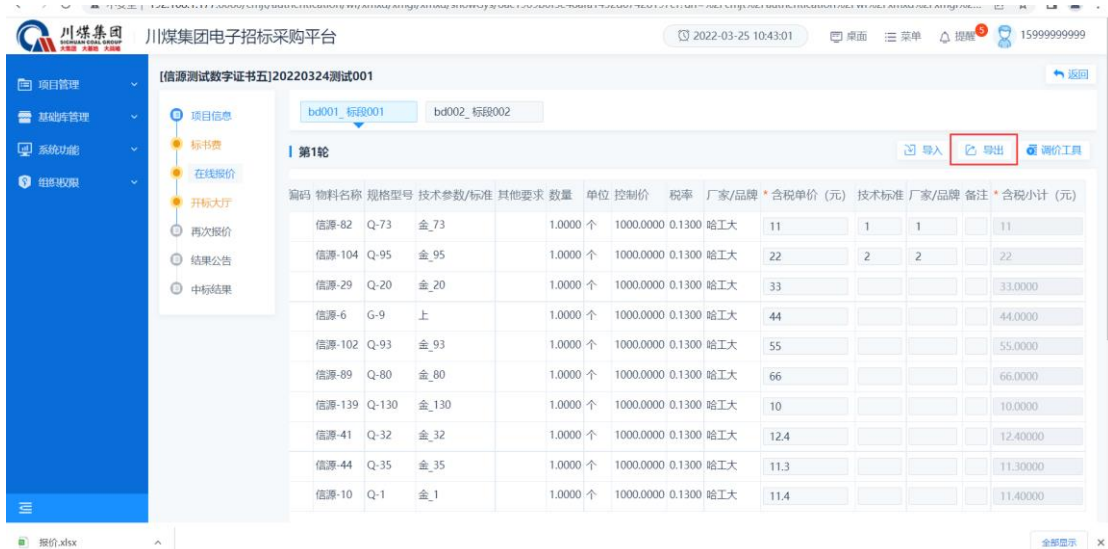 川煤集团
SICHUAN COAL GROUP
大集团 大基地 大战略
川煤集团电子招标采购平台
2022-03-25 10:43:01
桌面
菜单
提醒 5
15999999999
项目管理
基础库管理
系统功能
组织权限
[信源测试数字证书五]20220324测试001
返回
项目信息
标书费
在线报价
开标大厅
再次报价
结果公告
中标结果
bd001_标段001
bd002_标段002
第1轮
导入
导出
调价工具
编码 物料名称 规格型号 技术参数/标准 其他要求 数量 单位 控制价 税率 厂家/品牌 * 含税单价 (元) 技术标准 厂家/品牌 备注 * 含税小计 (元)
信源-82 Q-73 金_73 1.0000 个 1000.0000 0.1300 哈工大 11 1 1 11
信源-104 Q-95 金_95 1.0000 个 1000.0000 0.1300 哈工大 22 2 2 22
信源-29 Q-20 金_20 1.0000 个 1000.0000 0.1300 哈工大 33 33.0000
信源-6 G-9 上 1.0000 个 1000.0000 0.1300 哈工大 44 44.0000
信源-102 Q-93 金_93 1.0000 个 1000.0000 0.1300 哈工大 55 55.0000
信源-89 Q-80 金_80 1.0000 个 1000.0000 0.1300 哈工大 66 66.0000
信源-139 Q-130 金_130 1.0000 个 1000.0000 0.1300 哈工大 10 10.0000
信源-41 Q-32 金_32 1.0000 个 1000.0000 0.1300 哈工大 12.4 12.40000
信源-44 Q-35 金_35 1.0000 个 1000.0000 0.1300 哈工大 11.3 11.30000
信源-10 Q-1 金_1 1.0000 个 1000.0000 0.1300 哈工大 11.4 11.40000
报价.xlsx
全部显示